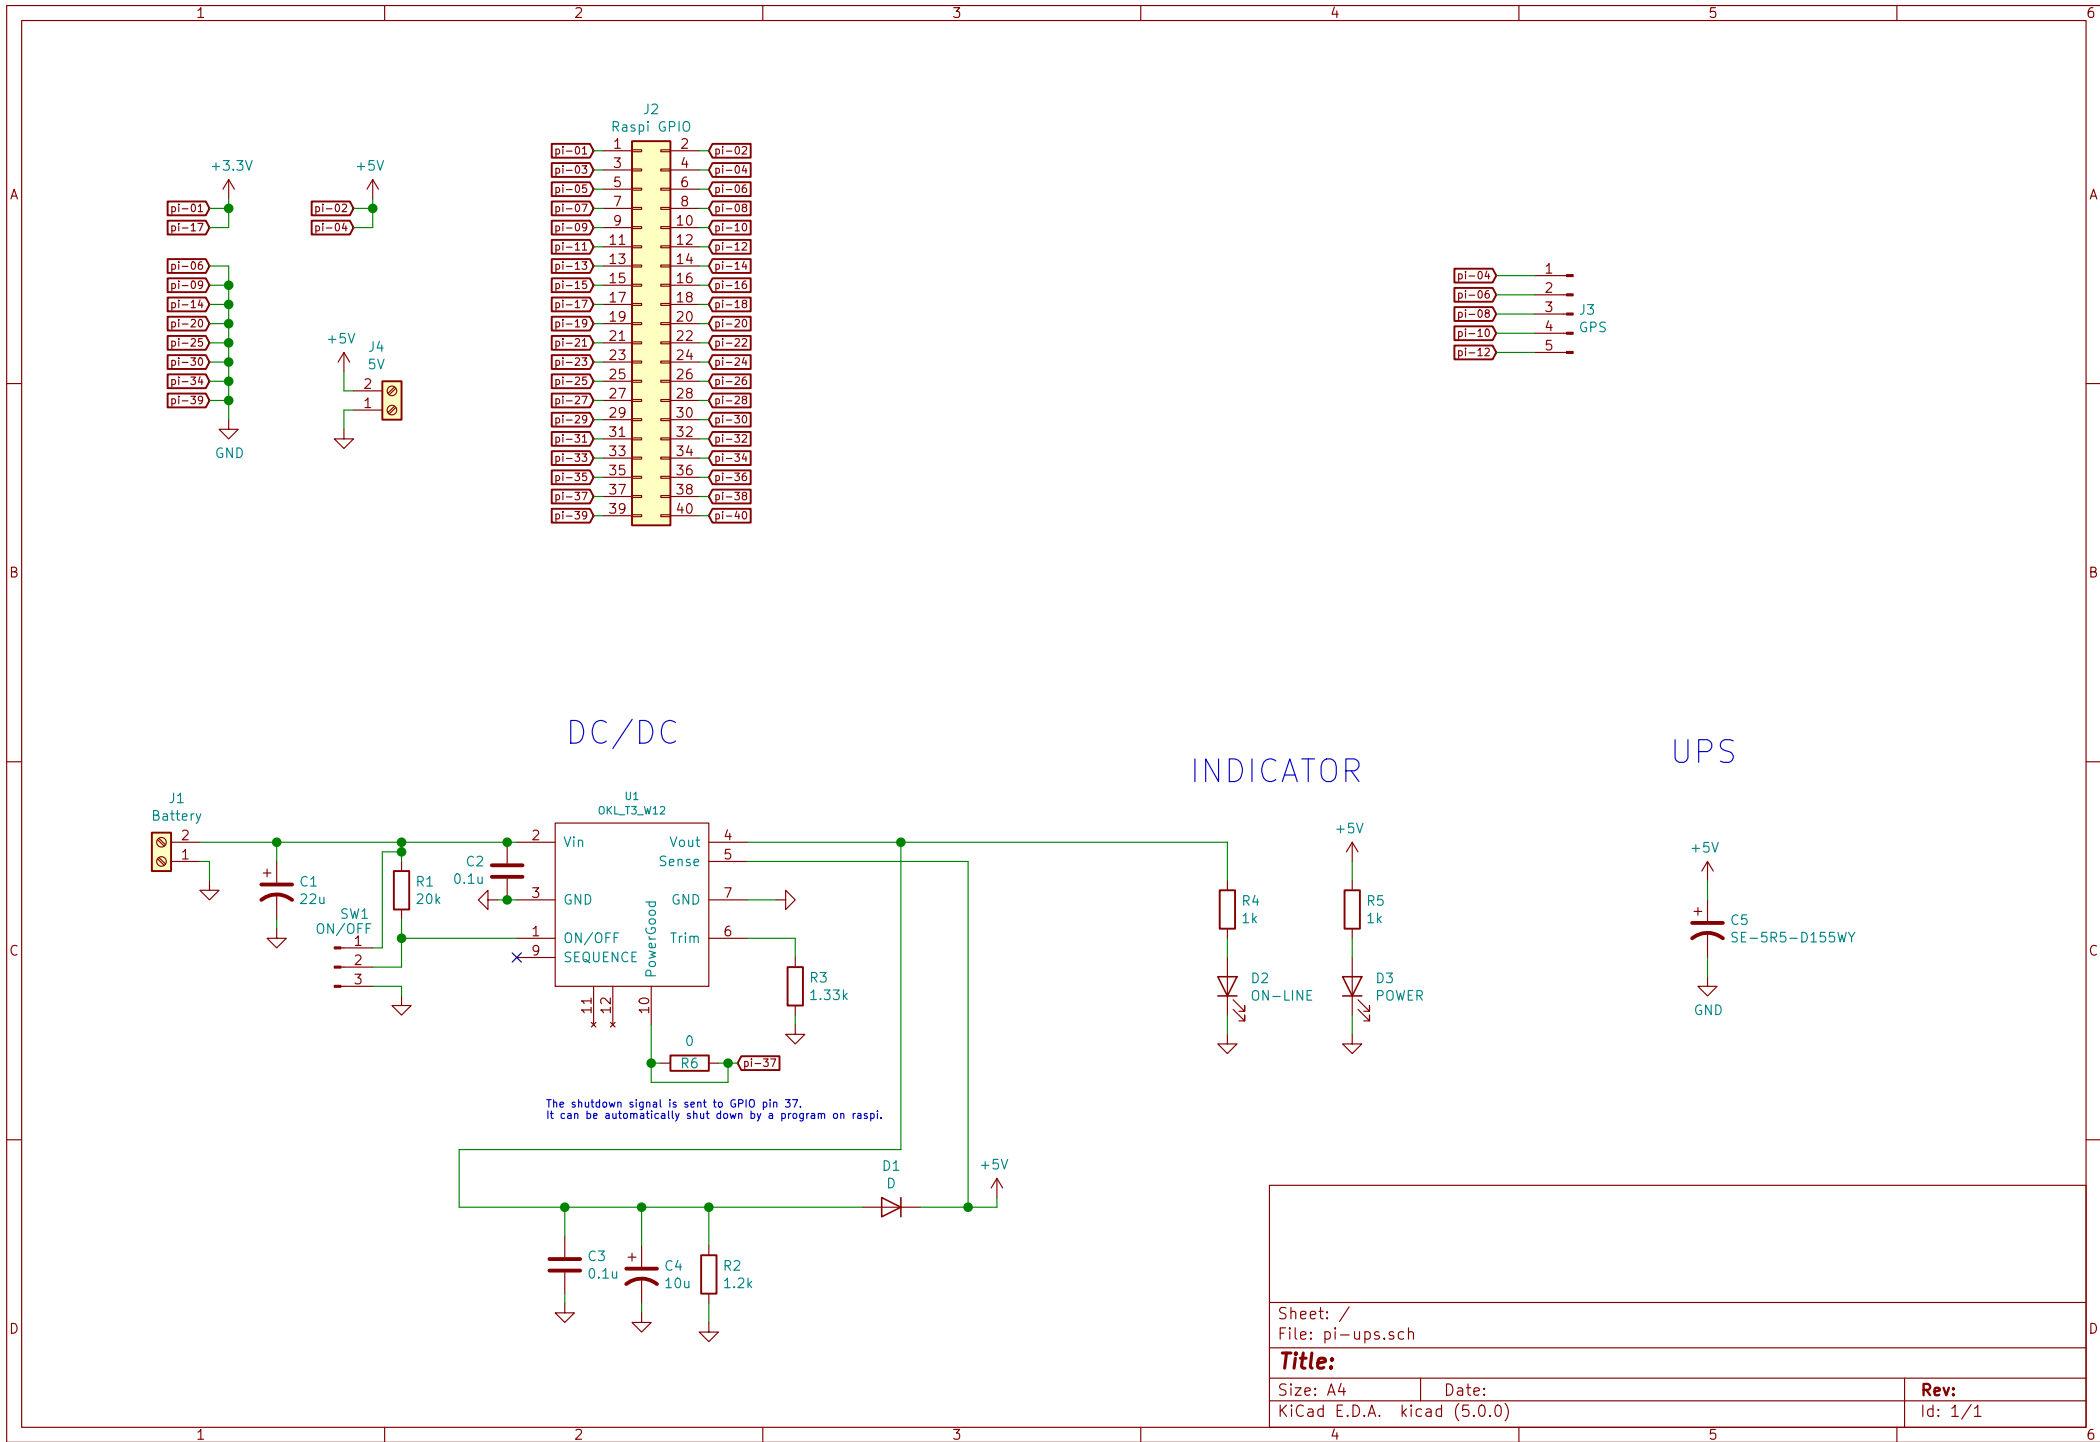 1 2 3 4 5 6
A A
B B
C C
D D
J2
Raspi GPIO
pi-01 1 2 pi-02
pi-03 3 4 pi-04
pi-05 5 6 pi-06
pi-07 7 8 pi-08
pi-09 9 10 pi-10
pi-11 11 12 pi-12
pi-13 13 14 pi-14
pi-15 15 16 pi-16
pi-17 17 18 pi-18
pi-19 19 20 pi-20
pi-21 21 22 pi-22
pi-23 23 24 pi-24
pi-25 25 26 pi-26
pi-27 27 28 pi-28
pi-29 29 30 pi-30
pi-31 31 32 pi-32
pi-33 33 34 pi-34
pi-35 35 36 pi-36
pi-37 37 38 pi-38
pi-39 39 40 pi-40
+3.3V
pi-01
pi-17
+5V
pi-02
pi-04
pi-06
pi-09
pi-14
pi-20
pi-25
pi-30
pi-34
pi-39
GND
+5V
J4
5V
2
1
pi-04 1
pi-06 2
pi-08 3
pi-10 4
pi-12 5
J3
GPS
DC/DC
INDICATOR
UPS
J1
Battery
2
1
+
C1
22u
R1
20k
SW1
ON/OFF
1
2
3
C2
0.1u
U1
OKL_T3_W12
2 Vin
3 GND
1 ON/OFF
9 SEQUENCE
Vout 4
Sense 5
GND 7
Trim 6
PowerGood
11
12
10
R3
1.33k
0
R6
pi-37
The shutdown signal is sent to GPIO pin 37.
It can be automatically shut down by a program on raspi.
D1
D
+5V
C3
0.1u
+
C4
10u
R2
1.2k
R4
1k
D2
ON-LINE
+5V
R5
1k
D3
POWER
+5V
+
C5
SE-5R5-D155WY
GND
Sheet: /
File: pi-ups.sch
Title:
Size: A4 Date: Rev:
KiCad E.D.A. kicad (5.0.0) Id: 1/1
1 2 3 4 5 6